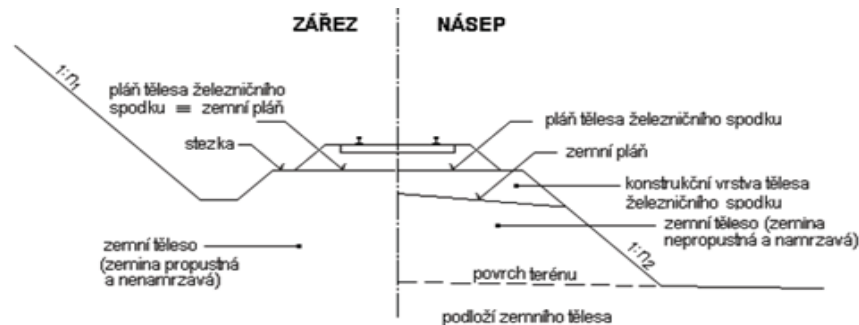 ZÁŘEZ
NÁSEP
1:n1
pláň tělesa železničního
spodku ≡ zemní pláň
stezka
zemní těleso
(zemina propustná
a nenamrzavá)
pláň tělesa železničního spodku
zemní pláň
konstrukční vrstva tělesa
železničního spodku
zemní těleso (zemina
nepropustná a namrzavá)
1:n2
povrch terénu
podloží zemního tělesa